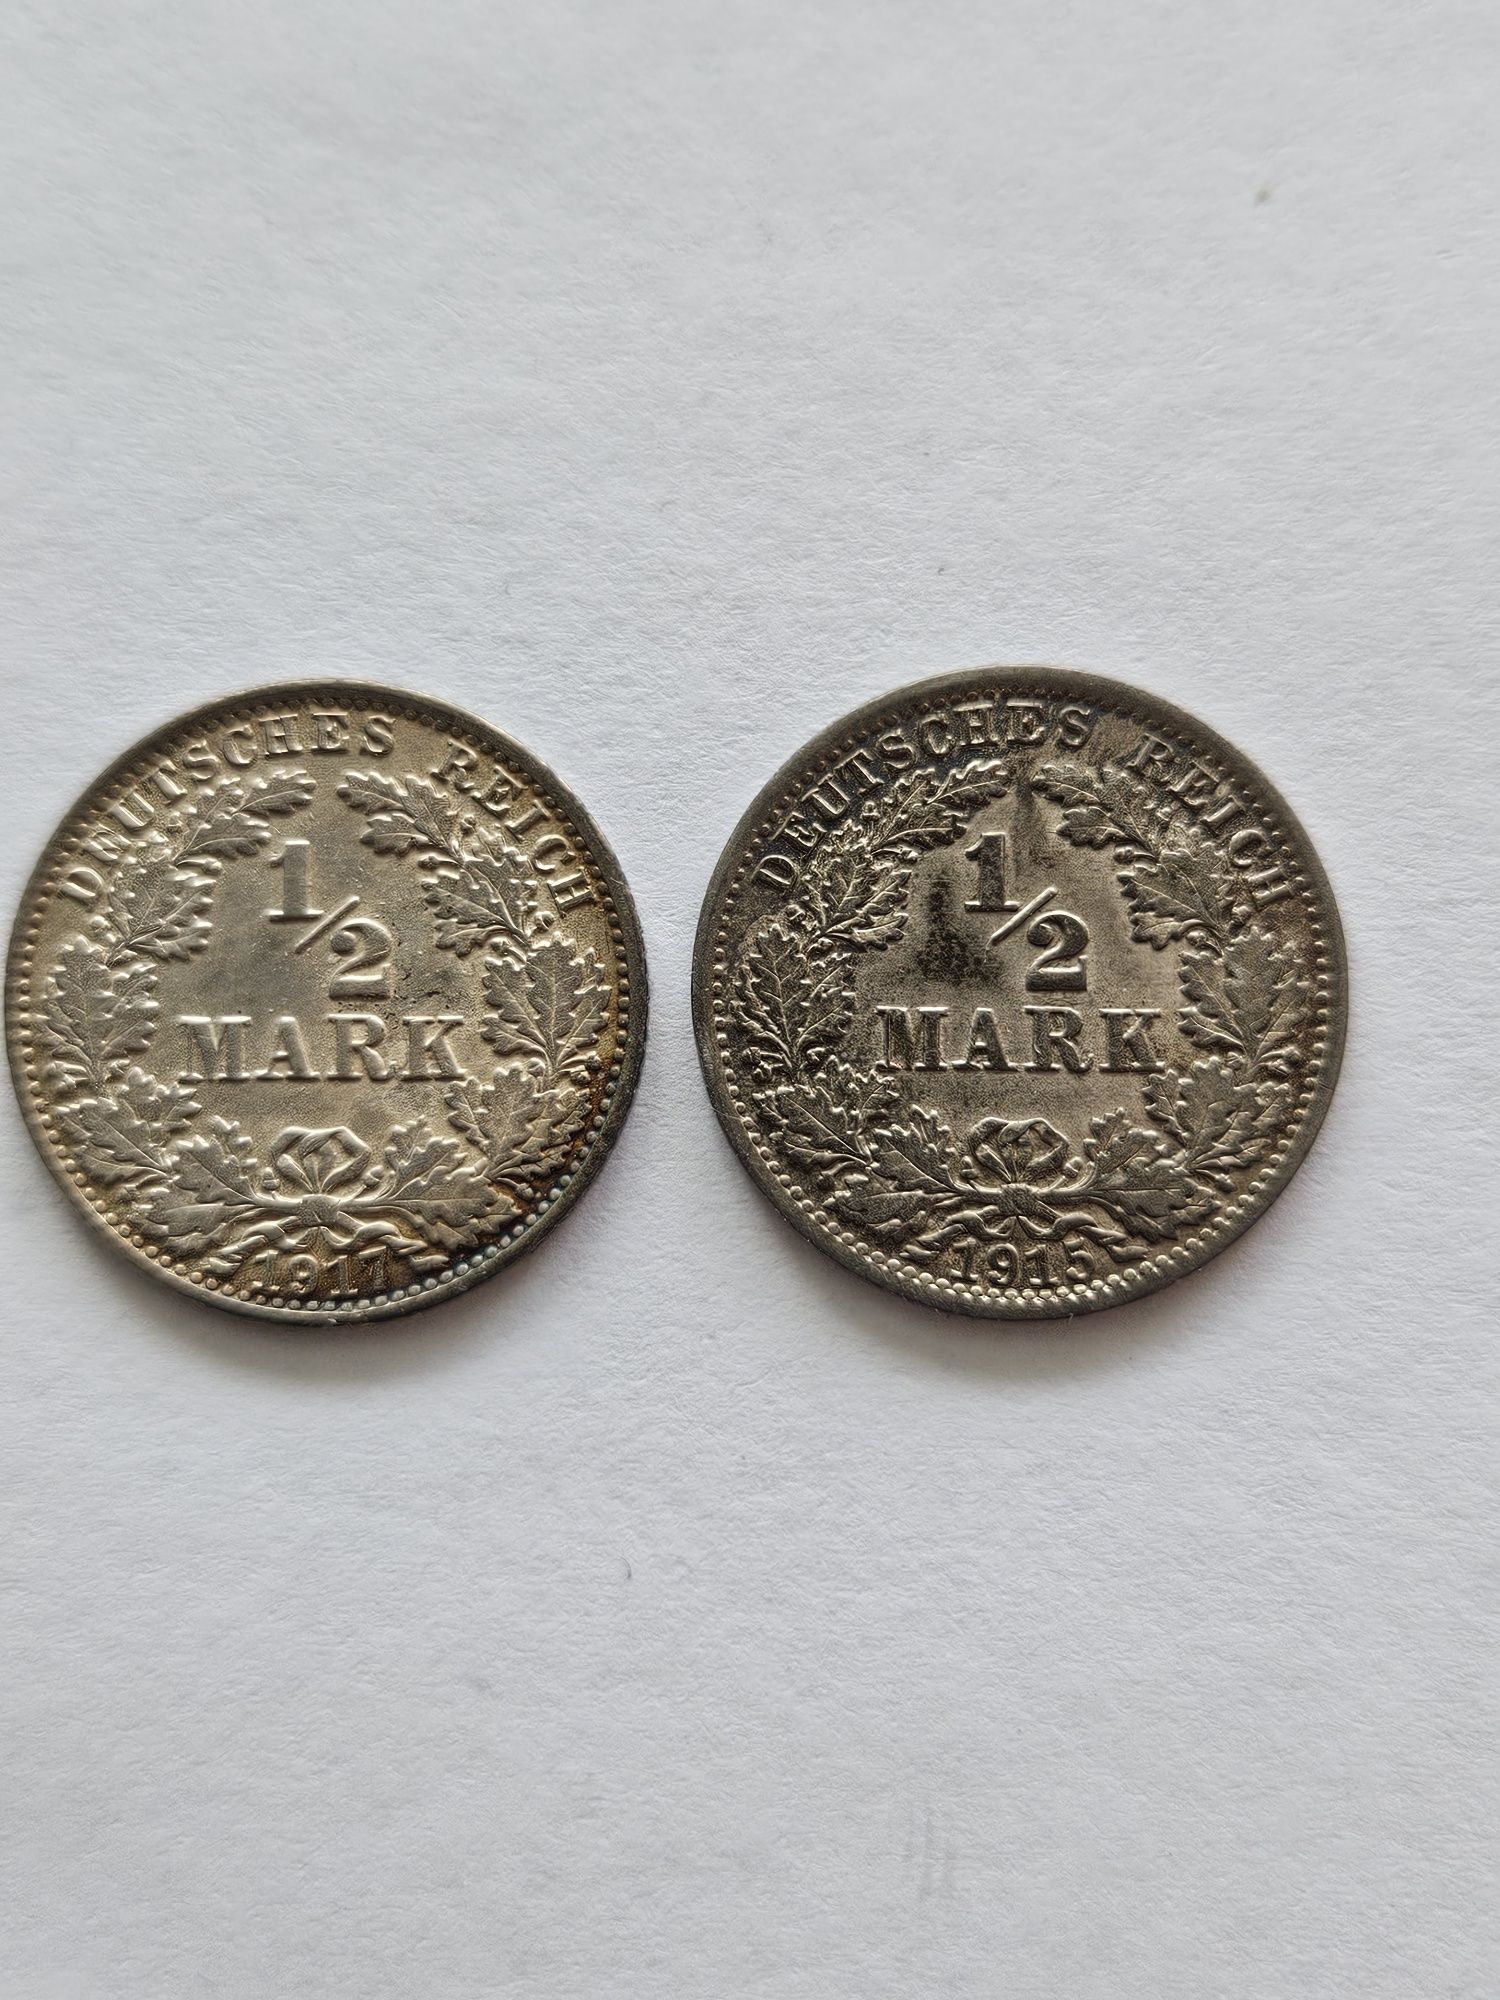 DEUTSCHES REICH
1/2
MARK
1917
DEUTSCHES REICH
1/2
MARK
1915